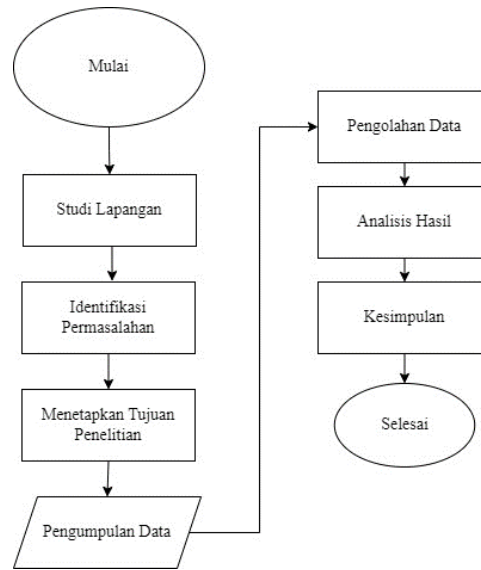 Mulai
Studi Lapangan
Identifikasi
Permasalahan
Menetapkan Tujuan
Penelitian
Pengumpulan Data
Pengolahan Data
Analisis Hasil
Kesimpulan
Selesai